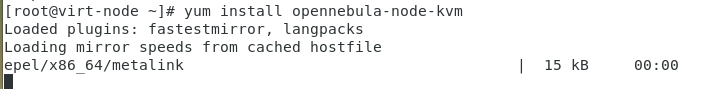 [root@virt-node ~]# yum install opennebula-node-kvm
Loaded plugins: fastestmirror, langpacks
Loading mirror speeds from cached hostfile
epel/x86_64/metalink | 15 kB 00:00